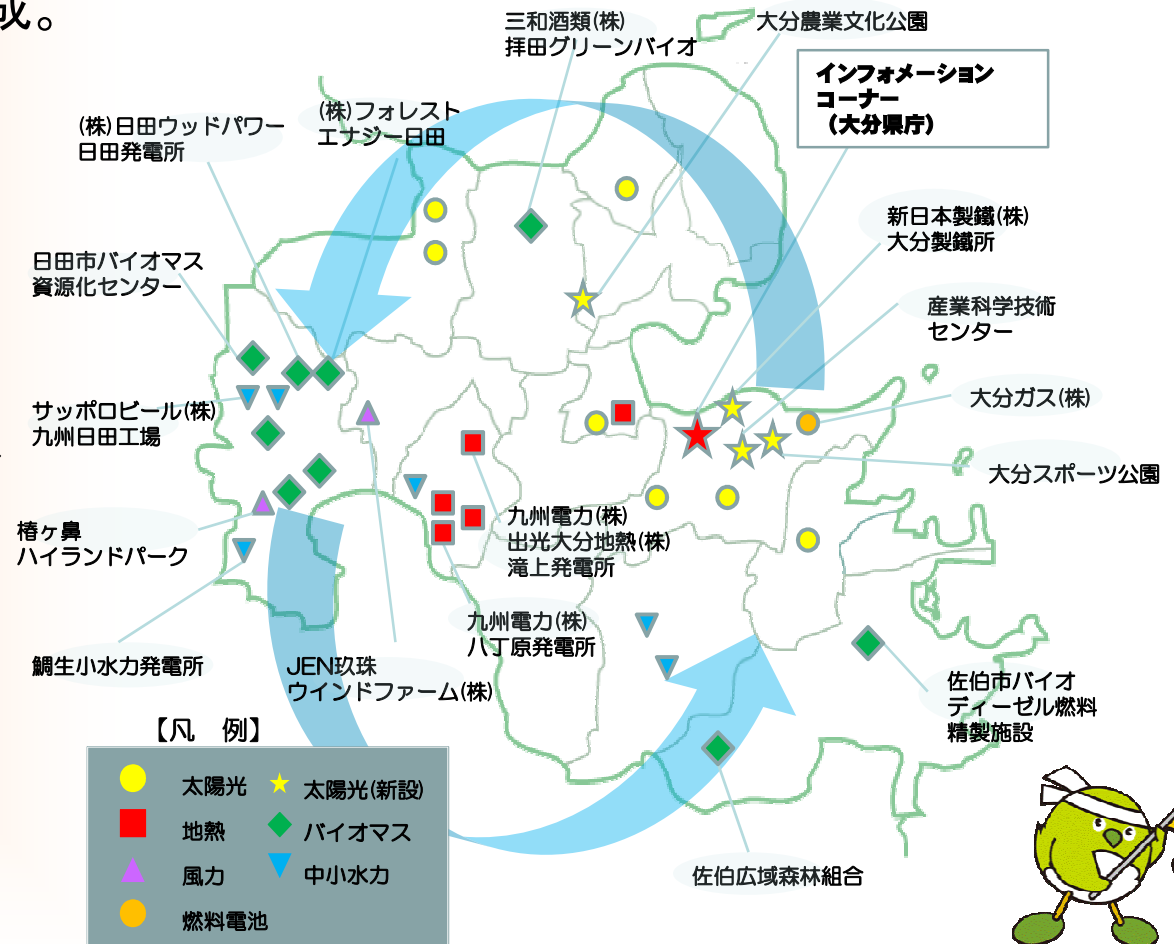 成。
三和酒類(株)
拝田グリーンバイオ
大分農業文化公園
インフォメーション
コーナー
(大分県庁)
(株)フォレスト
エナジー日田
(株)日田ウッドパワー
日田発電所
新日本製鐵(株)
大分製鐵所
日田市バイオマス
資源化センター
産業科学技術
センター
サッポロビール(株)
九州日田工場
大分ガス(株)
大分スポーツ公園
椿ヶ鼻
ハイランドパーク
九州電力(株)
出光大分地熱(株)
滝上発電所
九州電力(株)
八丁原発電所
鯛生小水力発電所
JEN玖珠
ウインドファーム(株)
佐伯市バイオ
ディーゼル燃料
精製施設
佐伯広域森林組合
【凡　例】
太陽光
太陽光(新設)
地熱
バイオマス
風力
中小水力
燃料電池